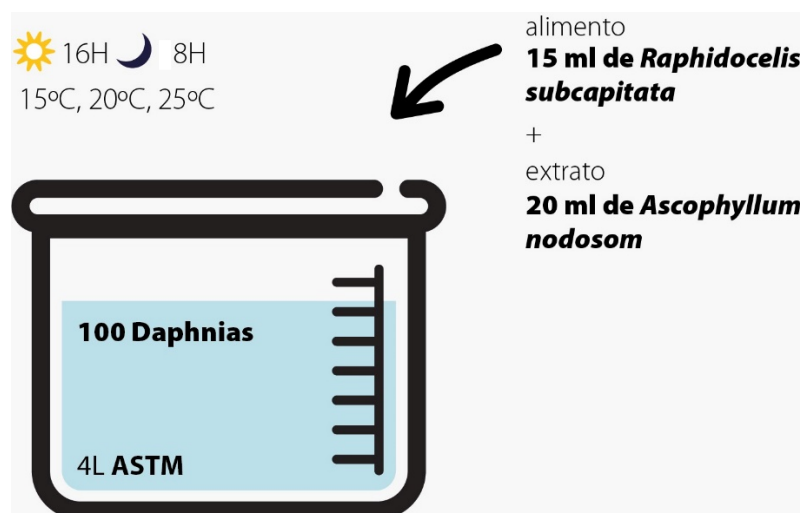 16H 8H
15ºC, 20ºC, 25ºC
alimento
15 ml de Raphidocelis
subcapitata
+
extrato
20 ml de Ascophyllum
nodosom
100 Daphnias
4L ASTM